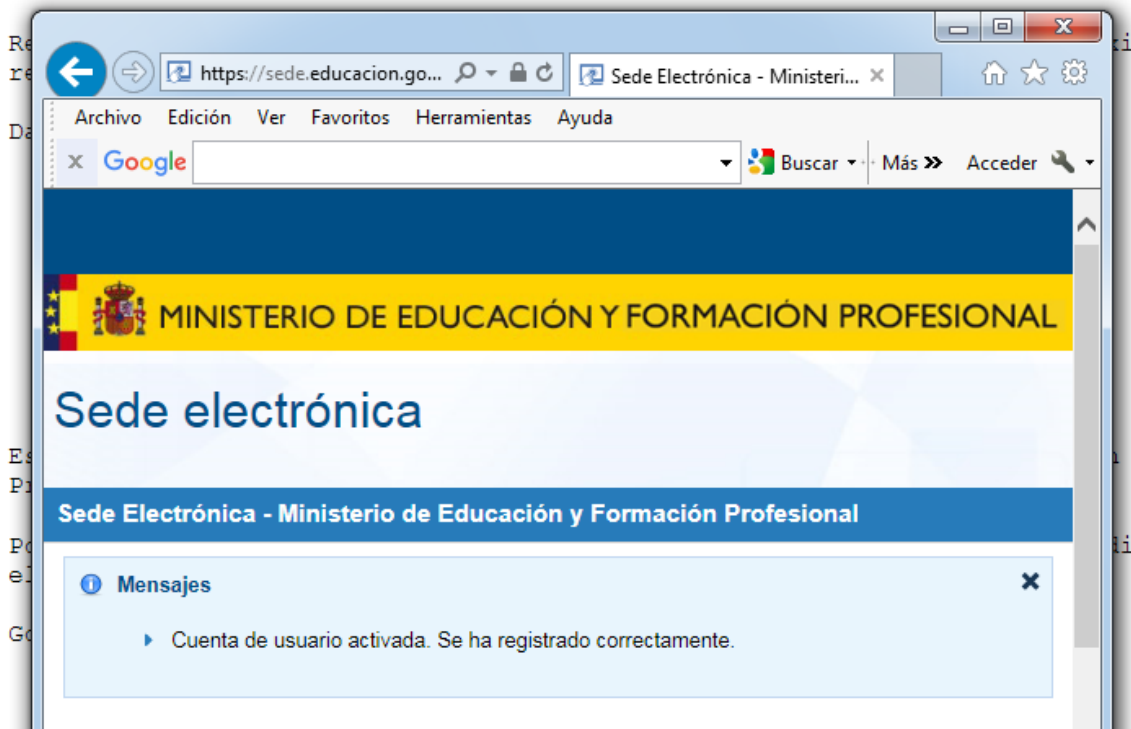 https://sede.educacion.go...
Sede Electrónica - Ministeri...
Archivo Edición Ver Favoritos Herramientas Ayuda
x Google Buscar Más >> Acceder
MINISTERIO DE EDUCACIÓN Y FORMACIÓN PROFESIONAL
Sede electrónica
Sede Electrónica - Ministerio de Educación y Formación Profesional
Mensajes
Cuenta de usuario activada. Se ha registrado correctamente.